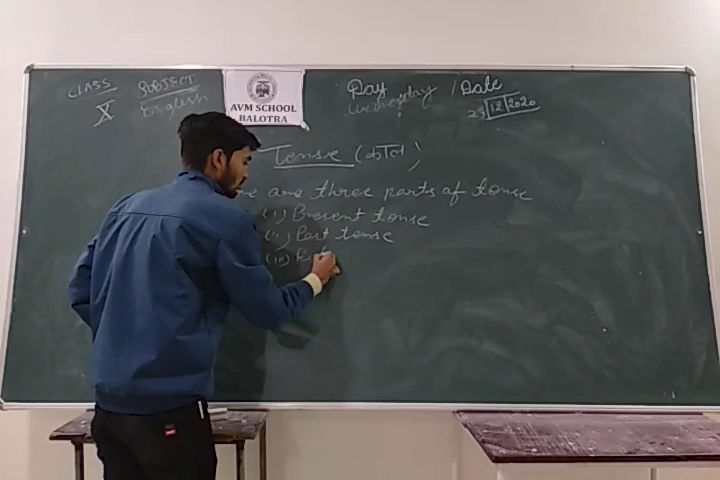 CLASS
X
SUBJECT
English
AVM SCHOOL
BALOTRA
Day / Date
Wednesday
23/12/2020
Tense (काल)
are three parts of tense
(i) Present tense
(ii) Past tense
(iii)